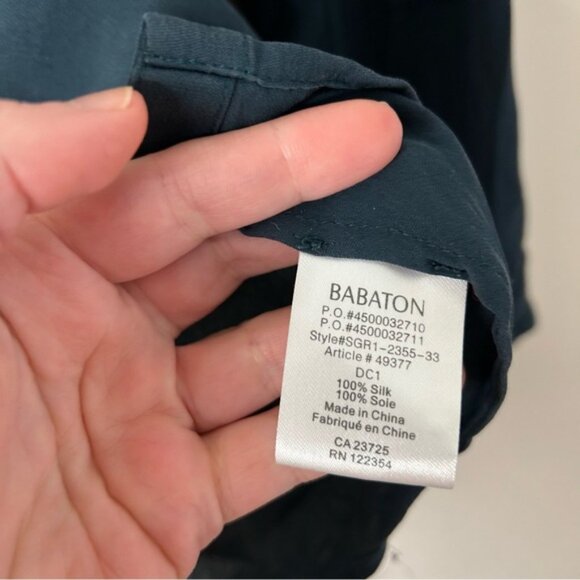 BABATON
P.O.#4500032710
P.O.#4500032711
Style#SGR1-2355-33
Article # 49377
DC1
100% Silk
100% Soie
Made in China
Fabriqué en Chine
CA 23725
RN 122354